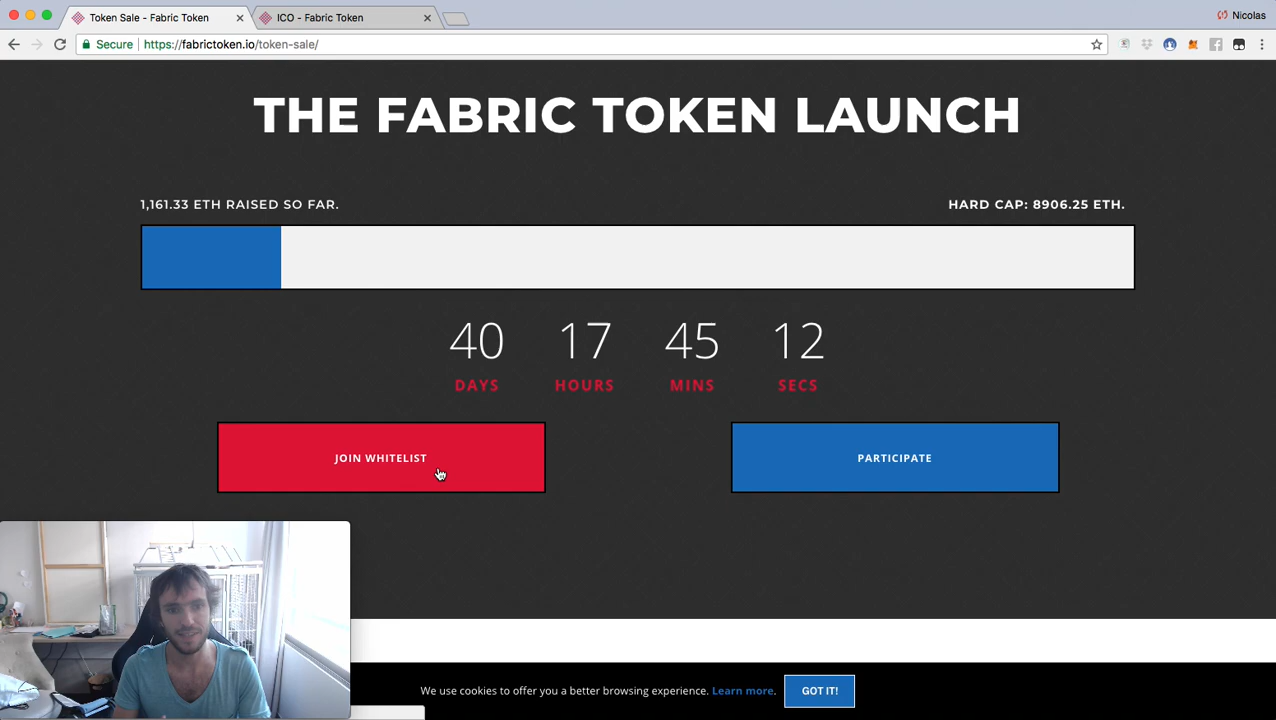 Token Sale - Fabric Token
ICO - Fabric Token
Nicolas
Secure
https://fabrictoken.io/token-sale/
THE FABRIC TOKEN LAUNCH
1,161.33 ETH RAISED SO FAR.
HARD CAP: 8906.25 ETH.
40 17 45 12
DAYS HOURS MINS SECS
JOIN WHITELIST
PARTICIPATE
We use cookies to offer you a better browsing experience. Learn more.
GOT IT!